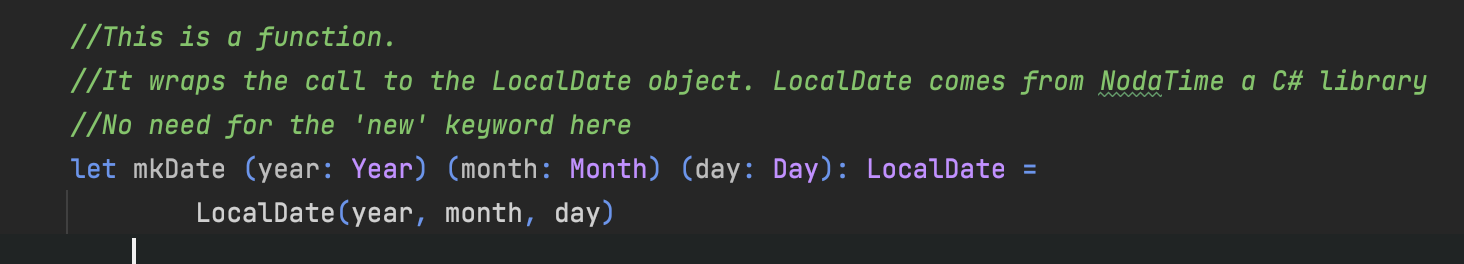 //This is a function.
//It wraps the call to the LocalDate object. LocalDate comes from NodaTime a C# library
//No need for the 'new' keyword here
let mkDate (year: Year) (month: Month) (day: Day): LocalDate =
        LocalDate(year, month, day)